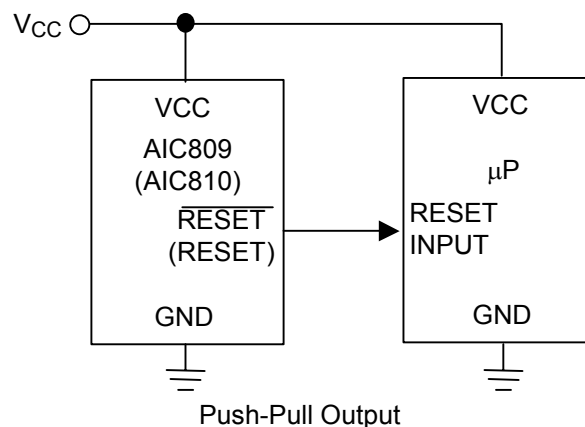 VCC
VCC
AIC809
(AIC810)
RESET
(RESET)
GND
VCC
μP
RESET
INPUT
GND
Push-Pull Output